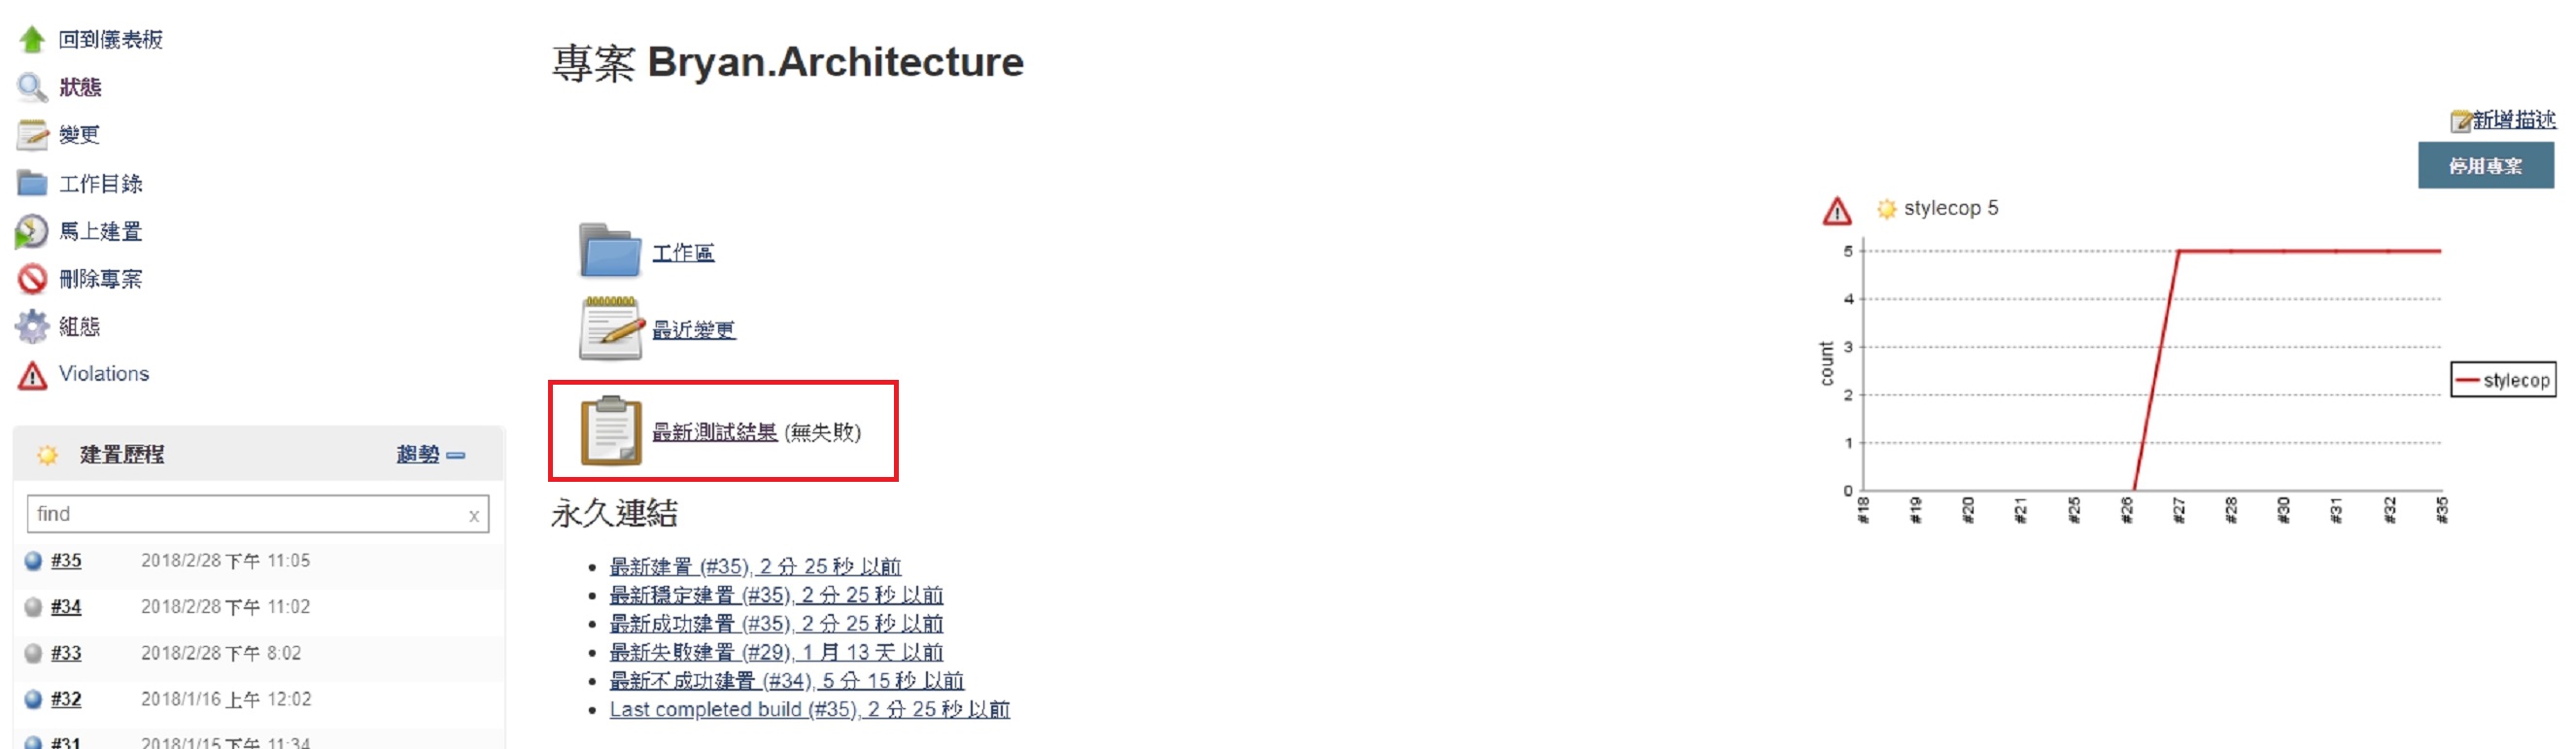 回到儀表板
狀態
變更
工作目錄
馬上建置
刪除專案
組態
Violations
建置歷程 趨勢
find x
#35 2018/2/28 下午 11:05
#34 2018/2/28 下午 11:02
#33 2018/2/28 下午 8:02
#32 2018/1/16 上午 12:02
#31 2018/1/15 下午 11:34
專案 Bryan.Architecture
新增描述
停用專案
工作區
最近變更
最新測試結果 (無失敗)
永久連結
最新建置 (#35), 2 分 25 秒 以前
最新穩定建置 (#35), 2 分 25 秒 以前
最新成功建置 (#35), 2 分 25 秒 以前
最新失敗建置 (#29), 1 月 13 天 以前
最新不成功建置 (#34), 5 分 15 秒 以前
Last completed build (#35), 2 分 25 秒 以前
stylecop 5
5
4
3
2
1
0
count
#18 #19 #20 #21 #25 #26 #27 #28 #30 #31 #32 #35
stylecop